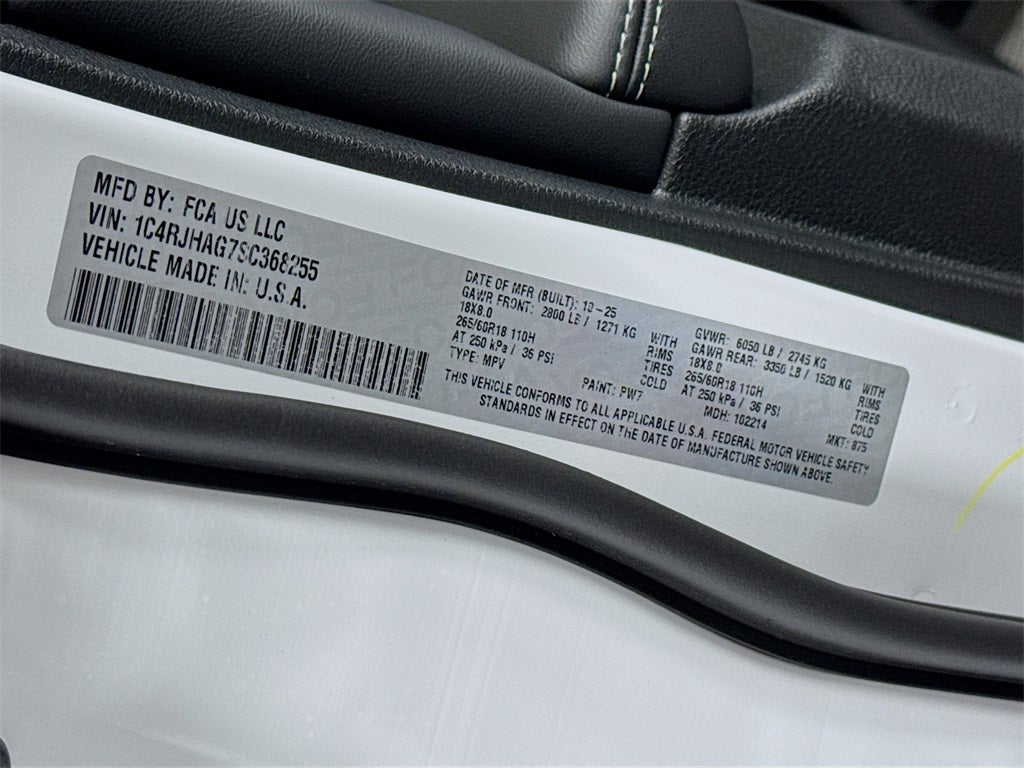 MFD BY: FCA US LLC
VIN: 1C4RJHAG7SC368255
VEHICLE MADE IN: U.S.A.
DATE OF MFR (BUILT): 10-25
GAWR FRONT: 2800 LB / 1271 KG WITH
18X8.0 RIMS
265/60R18 110H TIRES
AT 250 kPa / 36 PSI COLD
TYPE: MPV PAINT: PW7
GVWR: 6050 LB / 2745 KG
GAWR REAR: 3350 LB / 1520 KG WITH
18X8.0 RIMS
265/60R18 110H TIRES
AT 250 kPa / 36 PSI COLD
MDH: 102214 MKT: 875
THIS VEHICLE CONFORMS TO ALL APPLICABLE U.S.A. FEDERAL MOTOR VEHICLE SAFETY
STANDARDS IN EFFECT ON THE DATE OF MANUFACTURE SHOWN ABOVE.